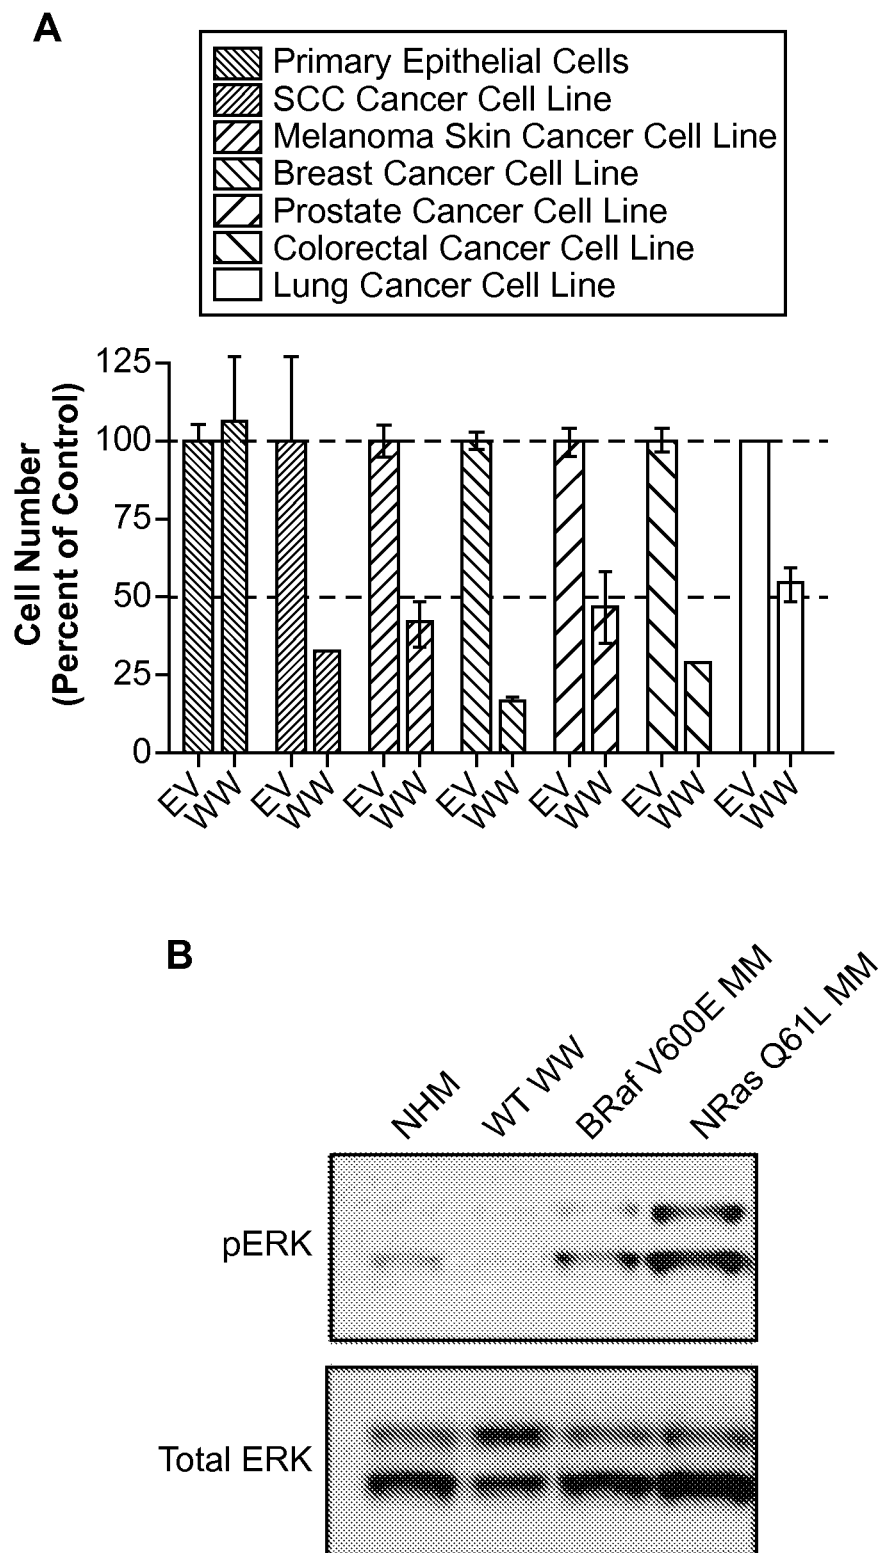 A
Primary Epithelial Cells
SCC Cancer Cell Line
Melanoma Skin Cancer Cell Line
Breast Cancer Cell Line
Prostate Cancer Cell Line
Colorectal Cancer Cell Line
Lung Cancer Cell Line
Cell Number
(Percent of Control)
125
100
75
50
25
0
EV
WW
EV
WW
EV
WW
EV
WW
EV
WW
EV
WW
EV
WW
B
NHM
WT WW
BRaf V600E MM
NRas Q61L MM
pERK
Total ERK